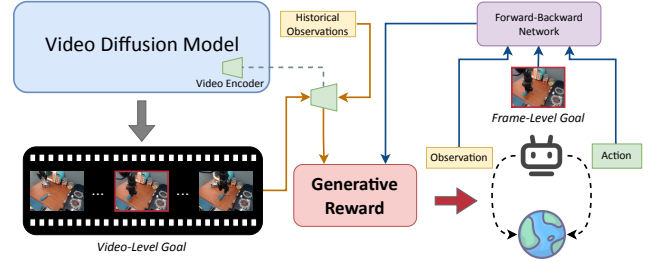 Video Diffusion Model
Video Encoder
Historical
Observations
Forward-Backward
Network
Frame-Level Goal
Observation
Action
Generative
Reward
...
...
Video-Level Goal